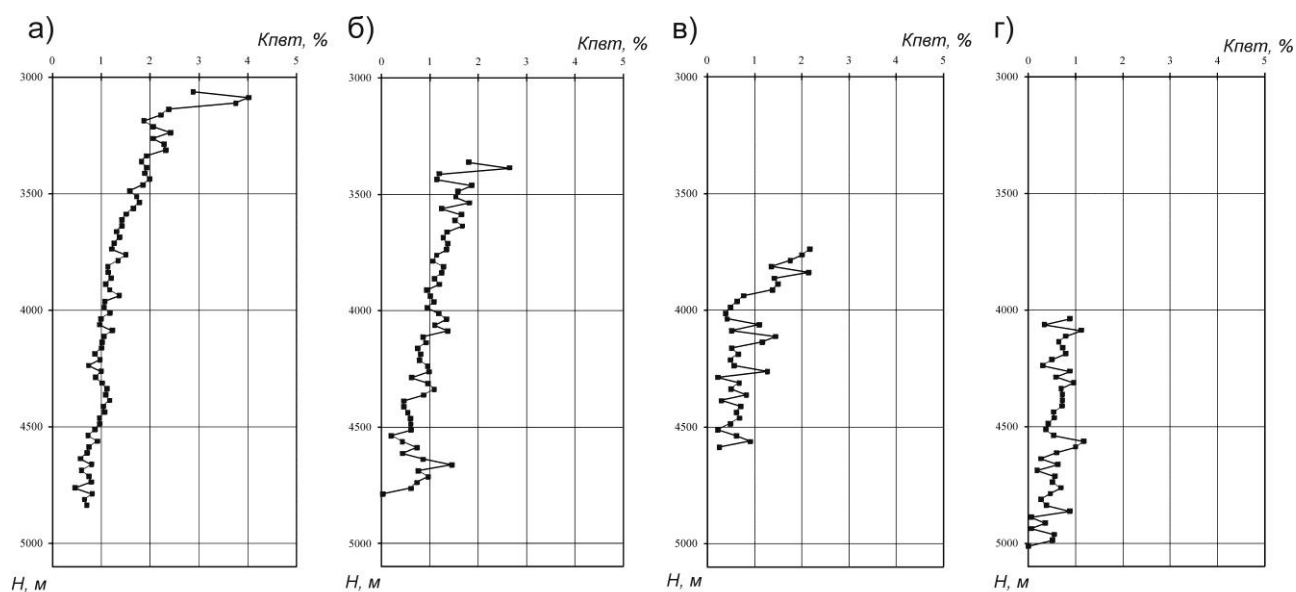 а) б) в) г)
Кпвт, % Кпвт, % Кпвт, % Кпвт, %
0 1 2 3 4 5 0 1 2 3 4 5 0 1 2 3 4 5 0 1 2 3 4 5
3000 3000 3000 3000
3500 3500 3500 3500
4000 4000 4000 4000
4500 4500 4500 4500
5000 5000 5000 5000
Н, м Н, м Н, м Н, м